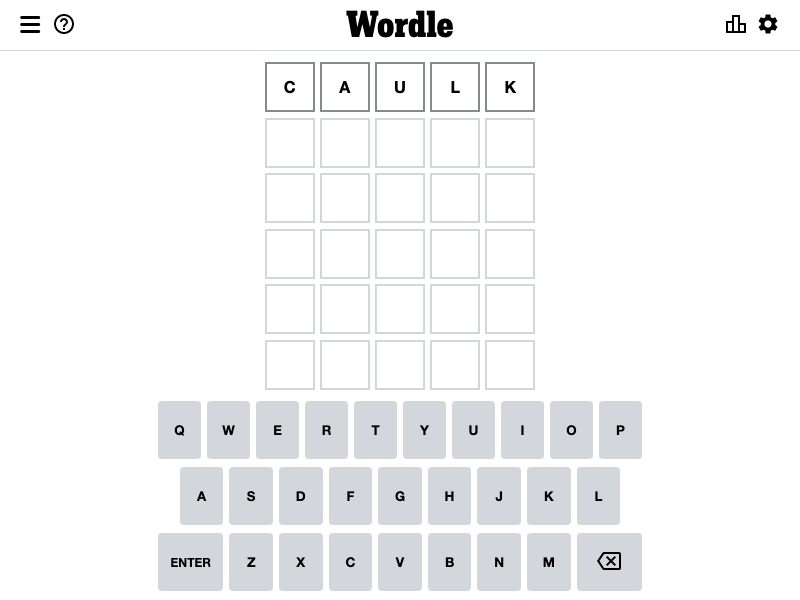 Wordle
C A U L K
Q W E R T Y U I O P
A S D F G H J K L
ENTER Z X C V B N M